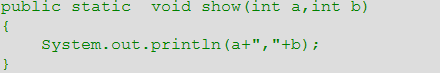 public static  void show(int a,int b)
{
    System.out.println(a+","+b);
}